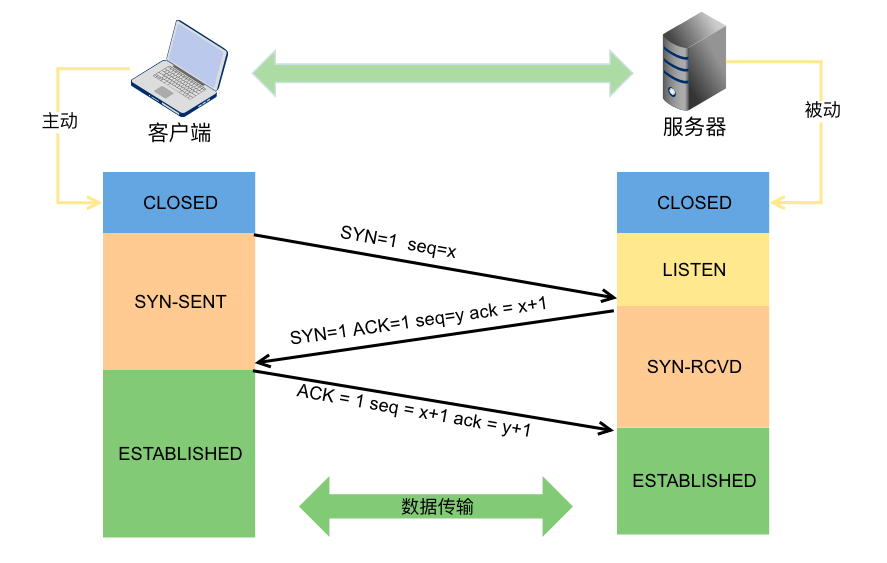 主动
客户端
服务器
被动
CLOSED
CLOSED
SYN=1 seq=x
LISTEN
SYN-SENT
SYN=1 ACK=1 seq=y ack = x+1
SYN-RCVD
ACK = 1 seq = x+1 ack = y+1
ESTABLISHED
ESTABLISHED
数据传输